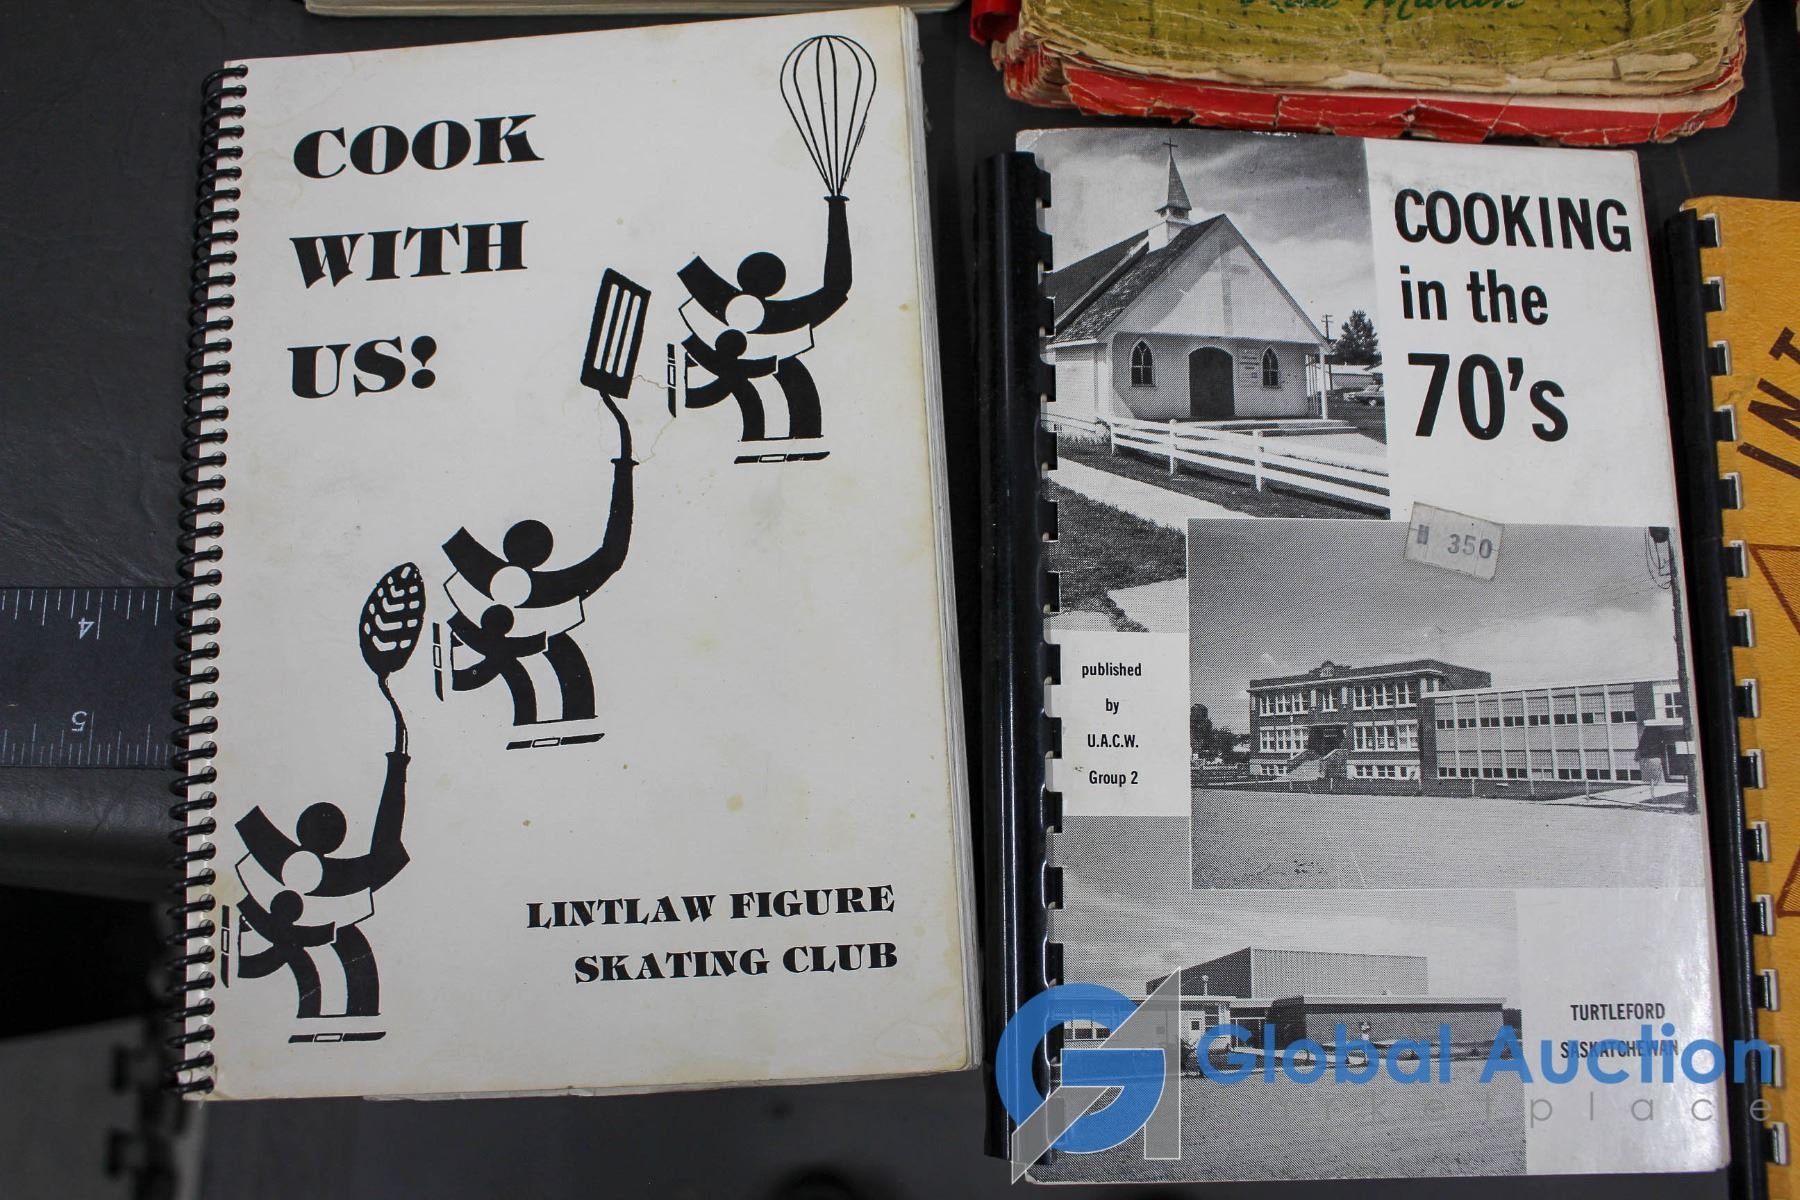 COOK
WITH
US!
LINTLAW FIGURE
SKATING CLUB
4
5
COOKING
in the
70's
350
published
by
U.A.C.W.
Group 2
TURTLEFORD
SASKATCHEWAN
Global Auction